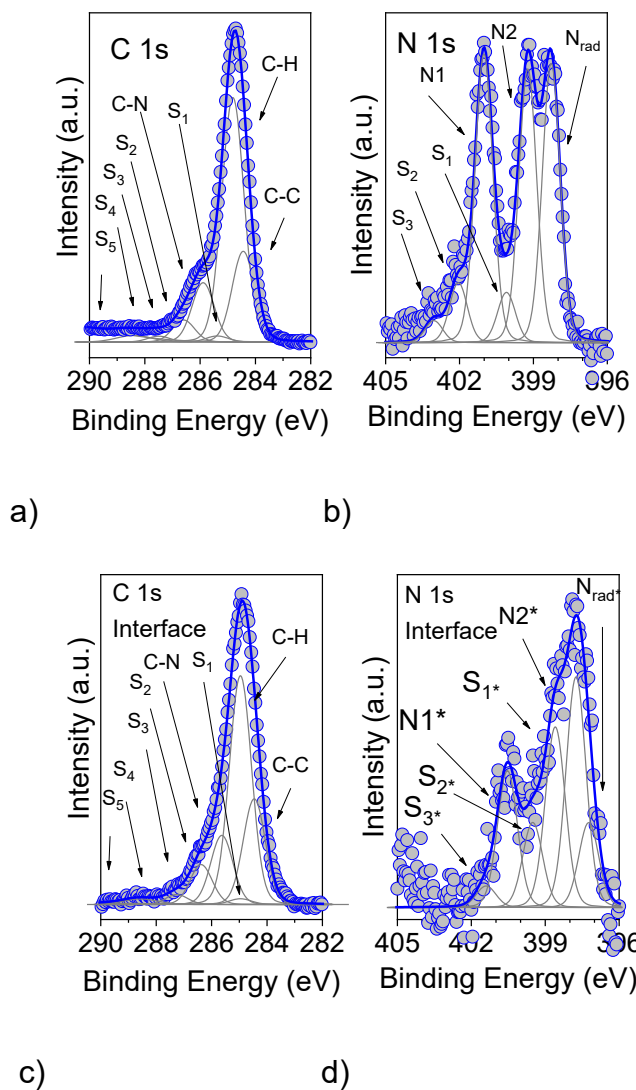 C 1s
C-N
S1
S2
S3
S4
S5
C-H
C-C
Intensity (a.u.)
290 288 286 284 282
Binding Energy (eV)
a)
N 1s
N2
Nrad
N1
S1
S2
S3
Intensity (a.u.)
405 402 399 396
Binding Energy (eV)
b)
C 1s
Interface
C-N
S1
S2
S3
S4
S5
C-H
C-C
Intensity (a.u.)
290 288 286 284 282
Binding Energy (eV)
c)
N 1s
Interface
Nrad*
N2*
S1*
N1*
S2*
S3*
Intensity (a.u.)
405 402 399 396
Binding Energy (eV)
d)